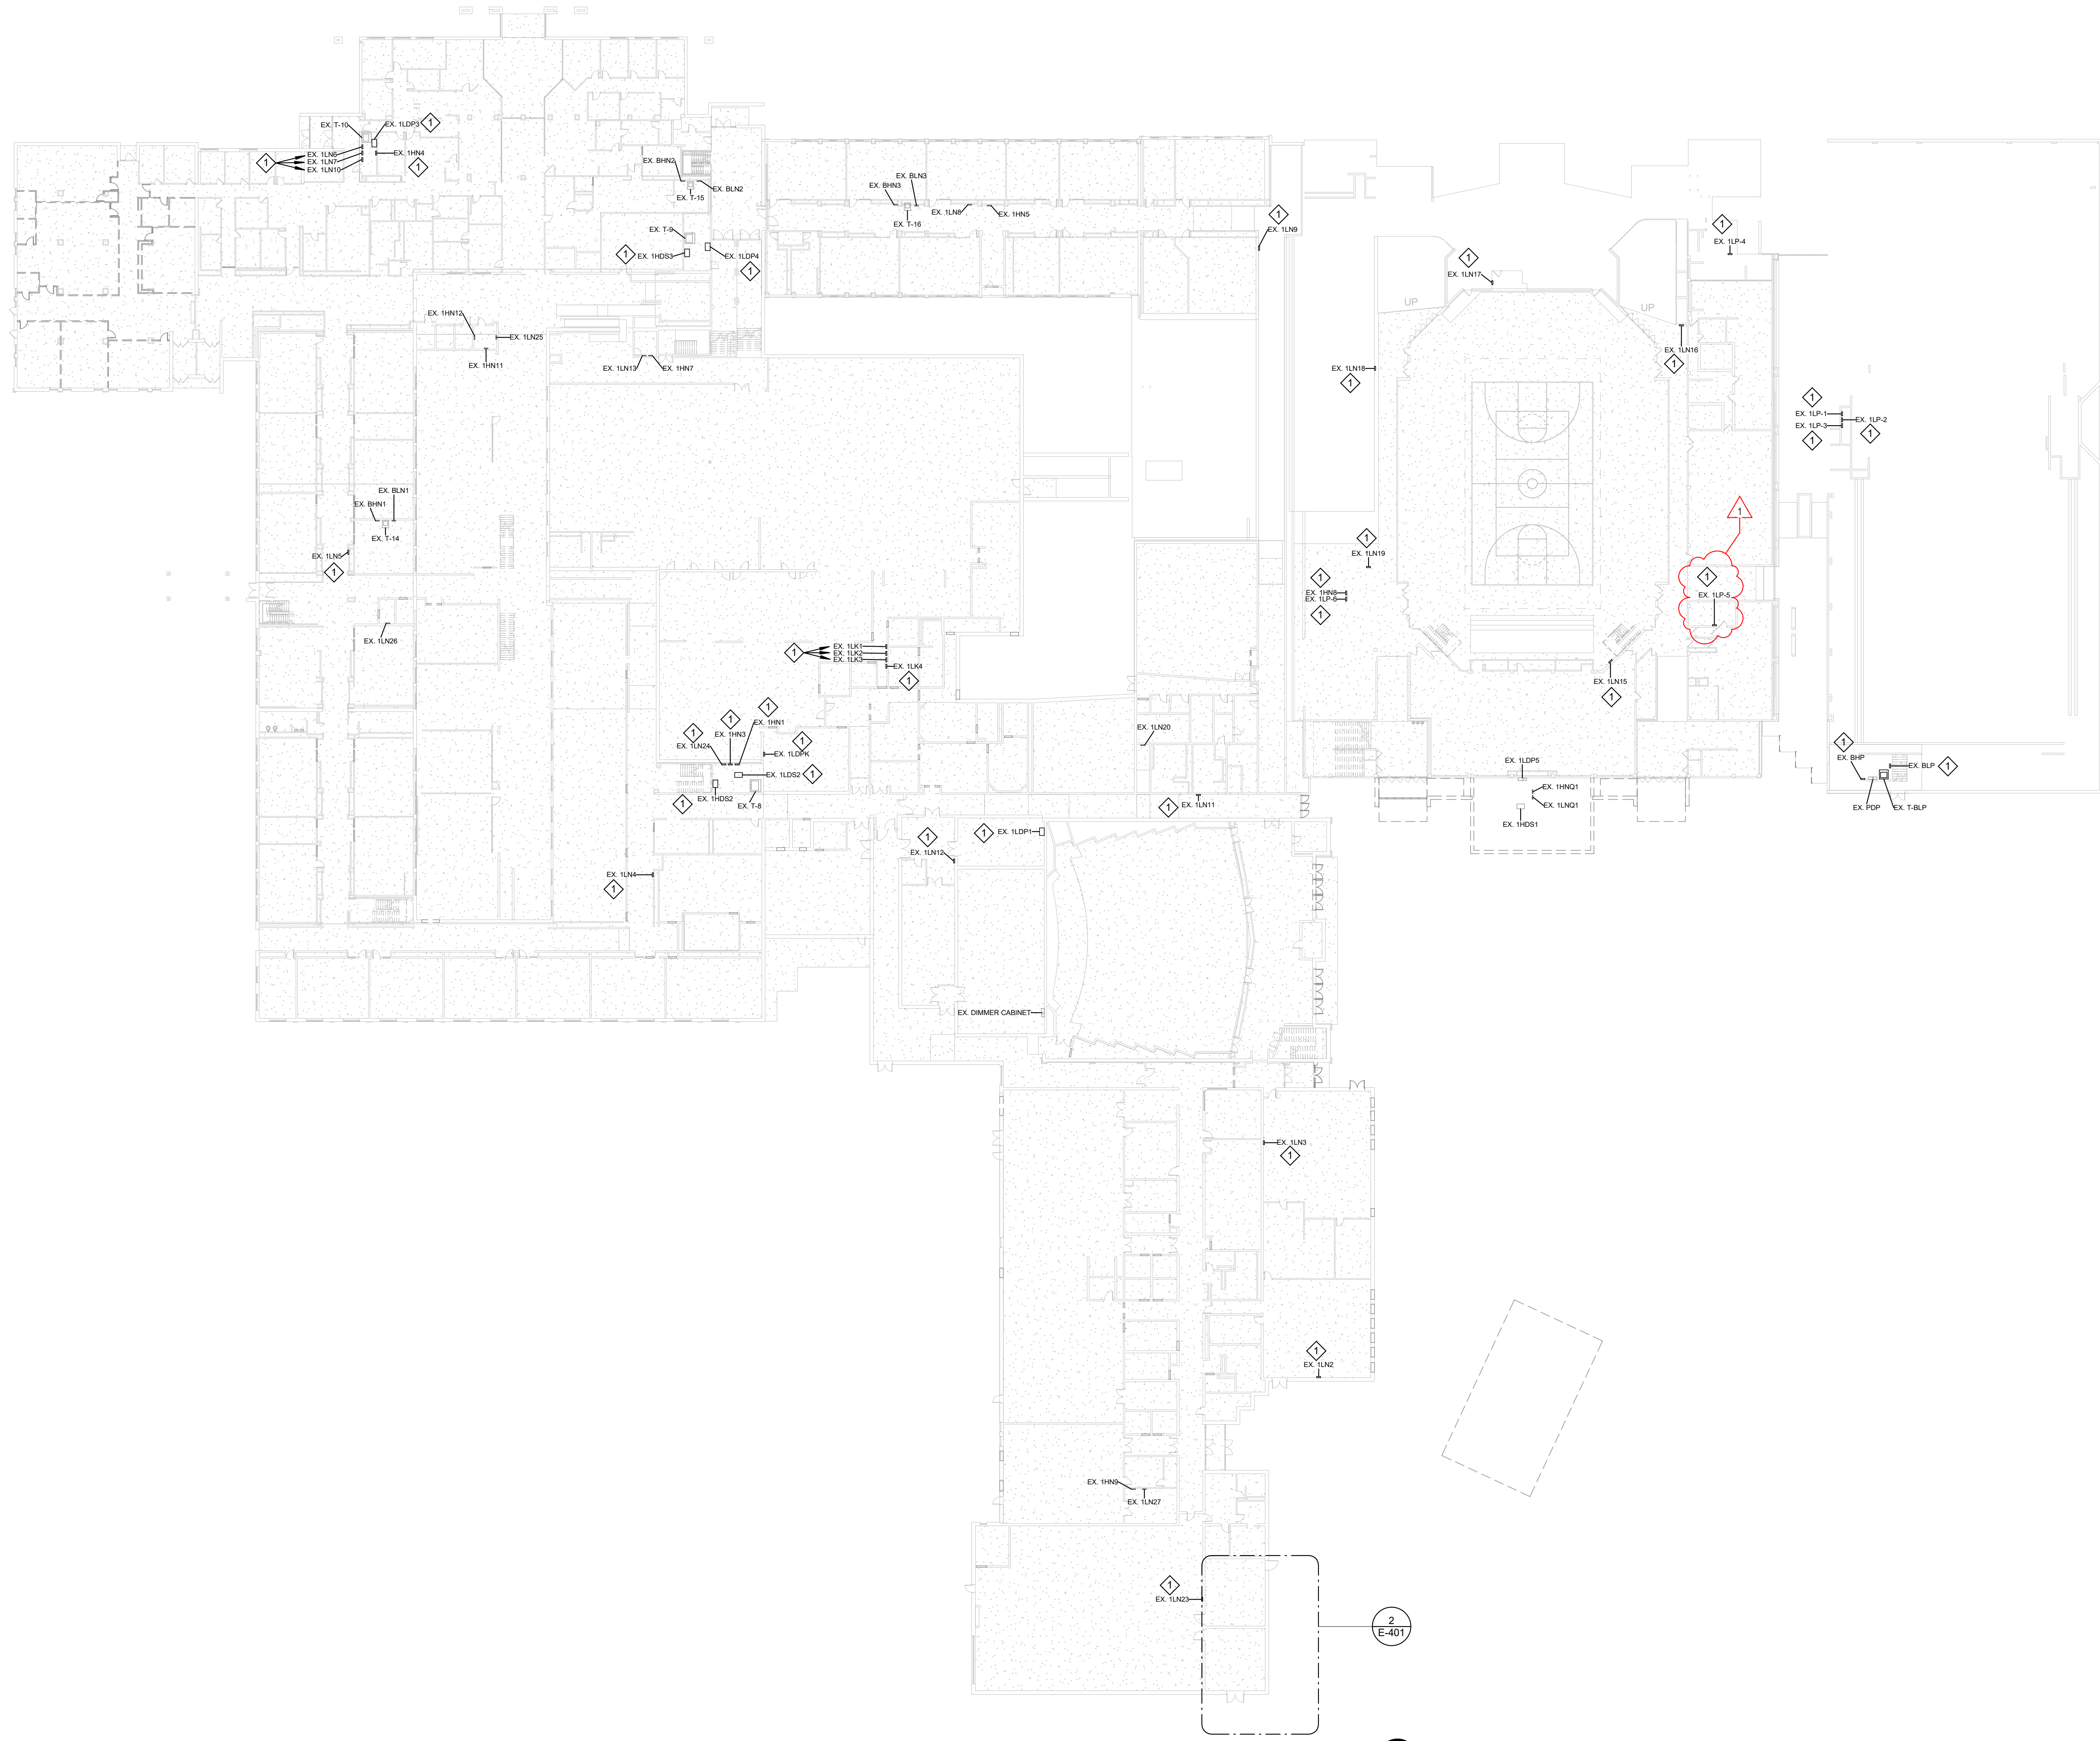 EX. T-10
EX. 1LDP3
1
1
EX. 1LN6
EX. 1LN7
EX. 1LN10
EX. 1HN4
1
EX. BHN2
EX. BLN2
EX. T-15
EX. T-9
1
EX. 1HDS3
EX. 1LDP4
1
EX. BHN3
EX. BLN3
EX. T-16
EX. 1LN8
EX. 1HN5
1
EX. 1LN9
1
EX. 1LP-4
1
EX. 1LN17
UP
UP
EX. 1LN16
1
EX. 1LN18
1
EX. 1HN12
EX. 1LN25
EX. 1HN11
EX. 1LN13
EX. 1HN7
1
EX. 1LP-1
EX. 1LP-2
EX. 1LP-3
1
1
EX. BLN1
EX. BHN1
EX. T-14
EX. 1LN5
1
1
EX. 1LN19
1
1
EX. 1LP-5
1
EX. 1HN8
EX. 1LP-6
1
EX. 1LN26
1
EX. 1LK1
EX. 1LK2
EX. 1LK3
EX. 1LK4
1
EX. 1LN15
1
1
EX. 1HN1
1
EX. 1HN3
1
EX. 1LN24
1
EX. 1LDPK
EX. 1LDS2
1
EX. 1HDS2
1
EX. T-8
EX. 1LN20
EX. 1LN11
1
EX. 1LDP5
EX. 1HNQ1
EX. 1LNQ1
EX. 1HDS1
1
EX. BHP
EX. BLP
1
EX. PDP
EX. T-BLP
1
EX. 1LN12
1
EX. 1LDP1
EX. 1LN4
1
EX. DIMMER CABINET
EX. 1LN3
1
1
EX. 1LN2
EX. 1HN9
EX. 1LN27
1
EX. 1LN23
2
E-401